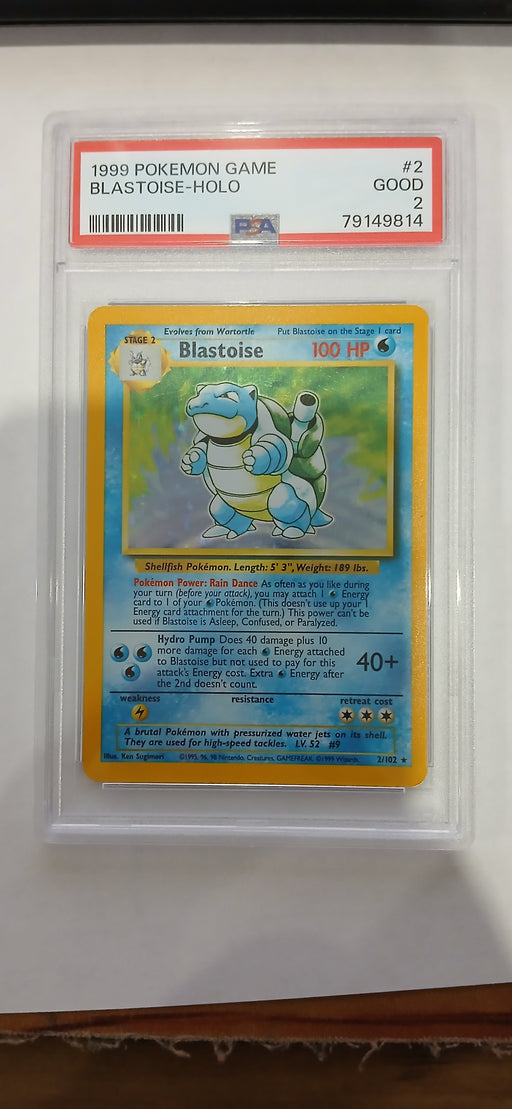 1999 POKEMON GAME #2
BLASTOISE-HOLO GOOD
2
PSA 79149814
Evolves from Wartortle Put Blastoise on the Stage 1 card
STAGE 2
Blastoise 100 HP
Shellfish Pokémon. Length: 5' 3", Weight: 189 lbs.
Pokémon Power: Rain Dance As often as you like during
your turn (before your attack), you may attach 1 Energy
card to 1 of your Pokémon. (This doesn't use up your 1
Energy card attachment for the turn.) This power can't be
used if Blastoise is Asleep, Confused, or Paralyzed.
Hydro Pump Does 40 damage plus 10
more damage for each Energy attached
to Blastoise but not used to pay for this
attack's Energy cost. Extra Energy after
the 2nd doesn't count.
40+
weakness resistance retreat cost
A brutal Pokémon with pressurized water jets on its shell.
They are used for high-speed tackles. LV. 52 #9
Illus. Ken Sugimori ©1995, 96, 98 Nintendo, Creatures, GAMEFREAK. ©1999 Wizards. 2/102 ★